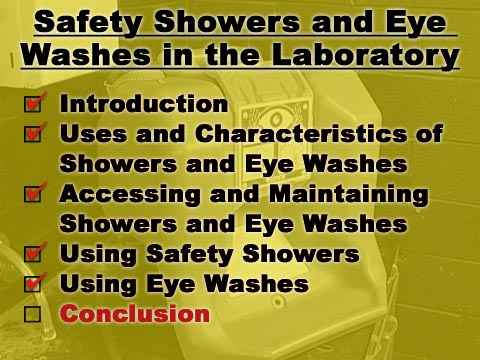 Safety Showers and Eye
Washes in the Laboratory
Introduction
Uses and Characteristics of
Showers and Eye Washes
Accessing and Maintaining
Showers and Eye Washes
Using Safety Showers
Using Eye Washes
Conclusion